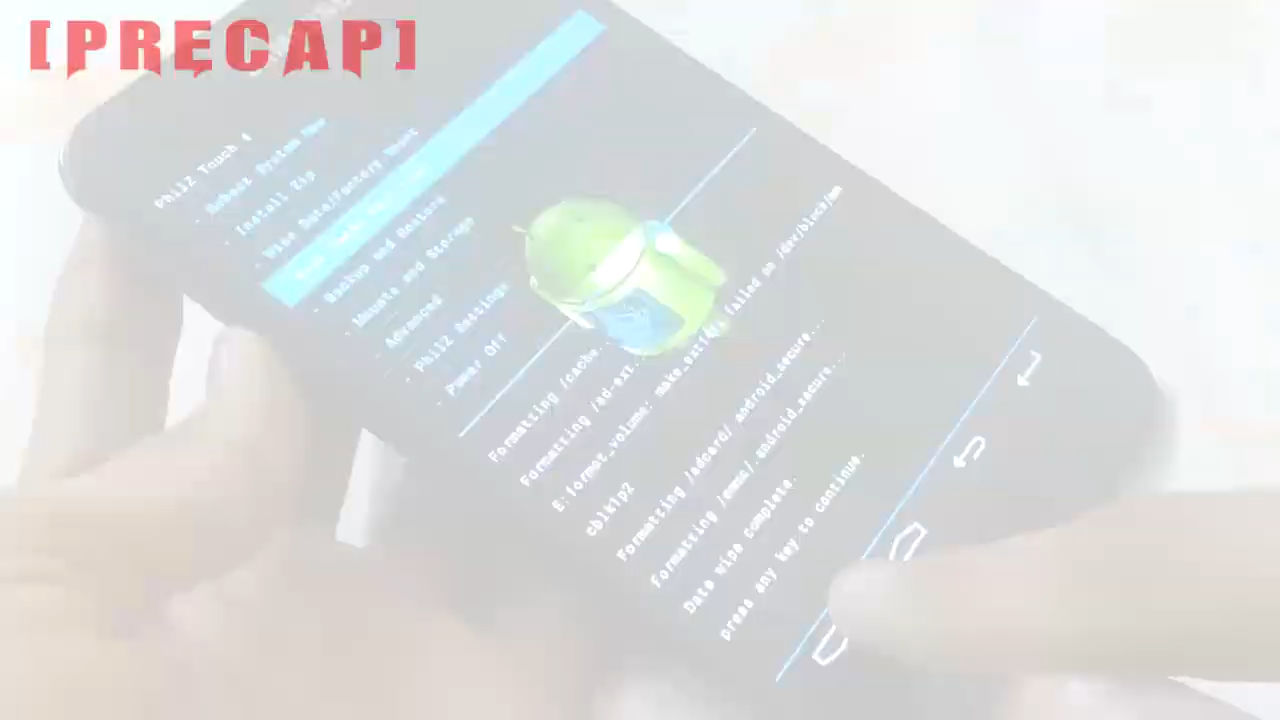 [PRECAP]
PhilZ Touch
- Reboot System Now
- Install Zip
- Wipe Data/Factory Reset
- Backup and Restore
- Mounts and Storage
- Advanced
- PhilZ Settings
- Power Off
Formatting /cache.
Formatting /sd-ext.
E:format_volume: make_ext4fs failed on /dev/block/mm
cblk1p2
Formatting /sdcard/.android_secure...
Formatting /emmc/.android_secure...
Data wipe complete.
press any key to continue.